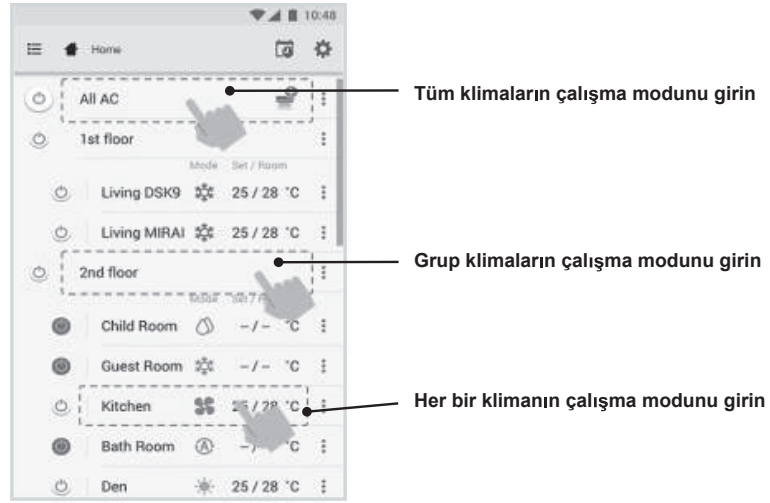 10:48
Home
All AC
Tüm klimaların çalışma modunu girin
1st floor
Mode Set / Room
Living DSK9 25 / 28 °C
Living MIRAI 25 / 28 °C
2nd floor
Grup klimaların çalışma modunu girin
Mode Set /
Child Room – / – °C
Guest Room – / – °C
Kitchen 25 / 28 °C
Her bir klimanın çalışma modunu girin
Bath Room A – / °C
Den 25 / 28 °C